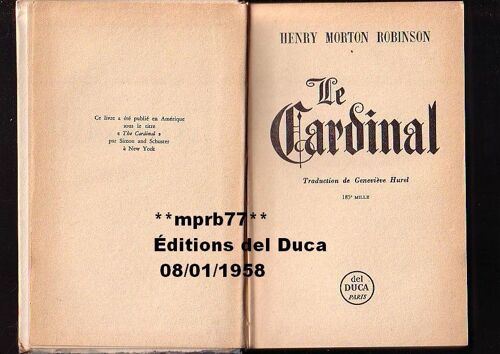 Ce livre a été publié en Amérique
sous le titre
« The Cardinal »
par Simon and Schuster
à New York
HENRY MORTON ROBINSON
Le
Cardinal
Traduction de Geneviève Hurel
185e MILLE
del
DUCA
PARIS
**mprb77**
Éditions del Duca
08/01/1958